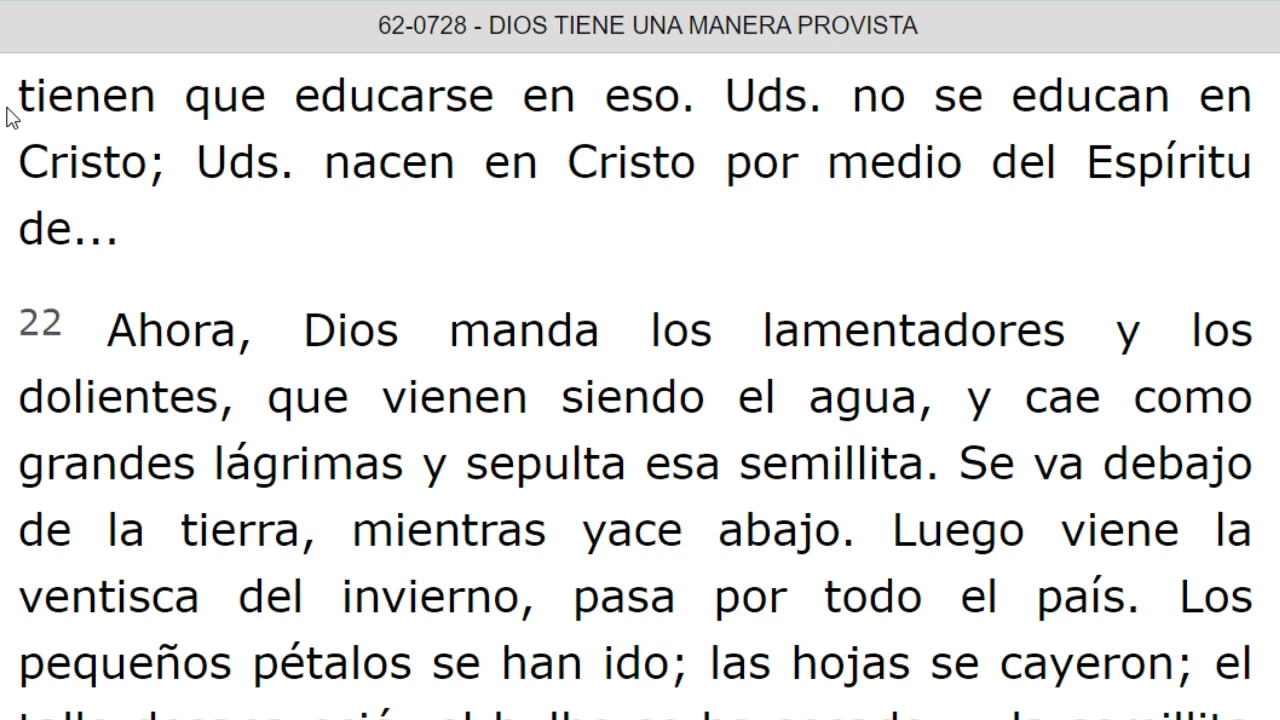 62-0728 - DIOS TIENE UNA MANERA PROVISTA
tienen que educarse en eso. Uds. no se educan en
Cristo; Uds. nacen en Cristo por medio del Espíritu
de...
22 Ahora, Dios manda los lamentadores y los
dolientes, que vienen siendo el agua, y cae como
grandes lágrimas y sepulta esa semillita. Se va debajo
de la tierra, mientras yace abajo. Luego viene la
ventisca del invierno, pasa por todo el país. Los
pequeños pétalos se han ido; las hojas se cayeron; el